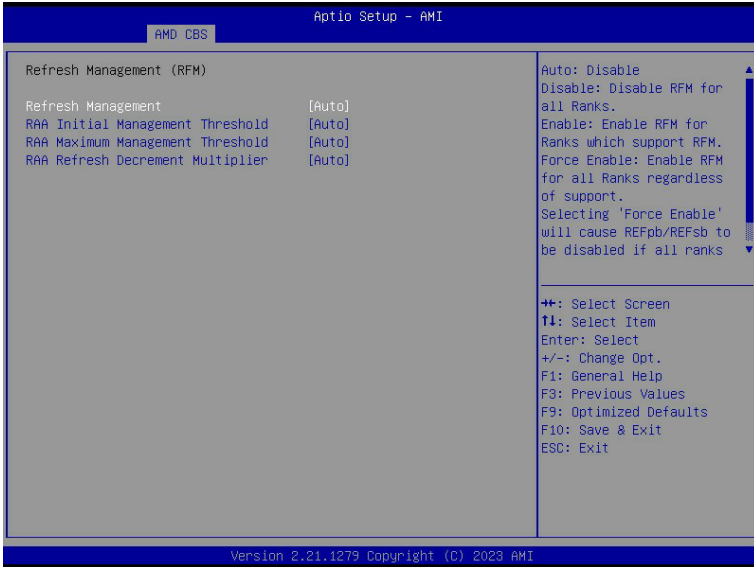 Aptio Setup - AMI
AMD CBS
Refresh Management (RFM)
Refresh Management [Auto]
RAA Initial Management Threshold [Auto]
RAA Maximum Management Threshold [Auto]
RAA Refresh Decrement Multiplier [Auto]
Auto: Disable
Disable: Disable RFM for
all Ranks.
Enable: Enable RFM for
Ranks which support RFM.
Force Enable: Enable RFM
for all Ranks regardless
of support.
Selecting 'Force Enable'
will cause REFpb/REFsb to
be disabled if all ranks
→←: Select Screen
↑↓: Select Item
Enter: Select
+/-: Change Opt.
F1: General Help
F3: Previous Values
F9: Optimized Defaults
F10: Save & Exit
ESC: Exit
Version 2.21.1279 Copyright (C) 2023 AMI